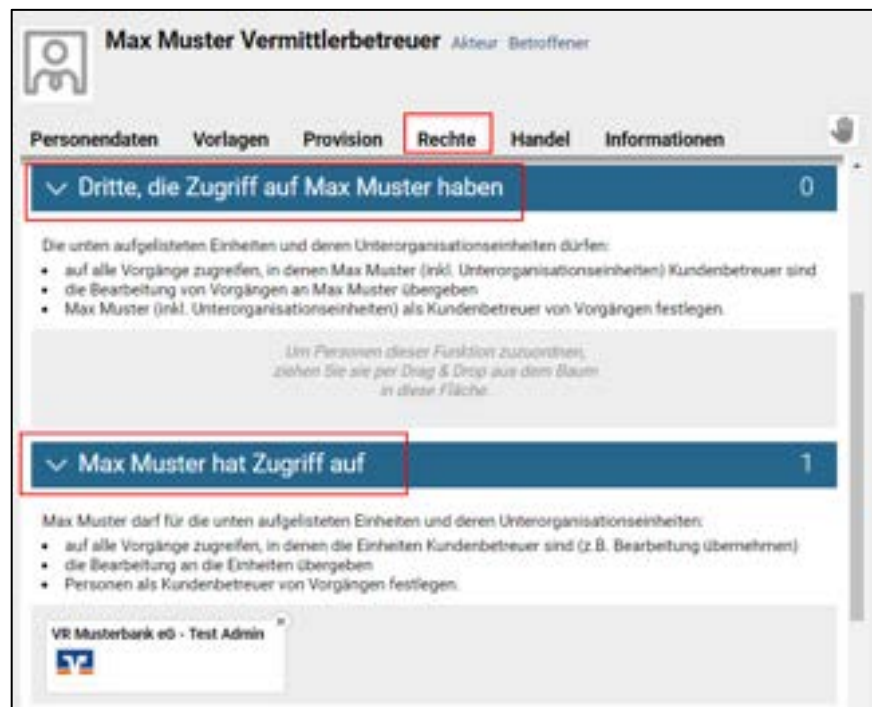 Max Muster Vermittlerbetreuer Akteur Betroffener
Personendaten Vorlagen Provision Rechte Handel Informationen
Dritte, die Zugriff auf Max Muster haben 0
Die unten aufgelisteten Einheiten und deren Unterorganisationseinheiten dürfen:
• auf alle Vorgänge zugreifen, in denen Max Muster (inkl. Unterorganisationseinheiten) Kundenbetreuer sind
• die Bearbeitung von Vorgängen an Max Muster übergeben
• Max Muster (inkl. Unterorganisationseinheiten) als Kundenbetreuer von Vorgängen festlegen.
Um Personen dieser Funktion zuzuordnen,
ziehen Sie sie per Drag & Drop aus dem Baum
in diese Fläche
Max Muster hat Zugriff auf 1
Max Muster darf für die unten aufgelisteten Einheiten und deren Unterorganisationseinheiten:
• auf alle Vorgänge zugreifen, in denen die Einheiten Kundenbetreuer sind (z.B. Bearbeitung übernehmen)
• die Bearbeitung an die Einheiten übergeben
• Personen als Kundenbetreuer von Vorgängen festlegen.
VR Musterbank eG - Test Admin